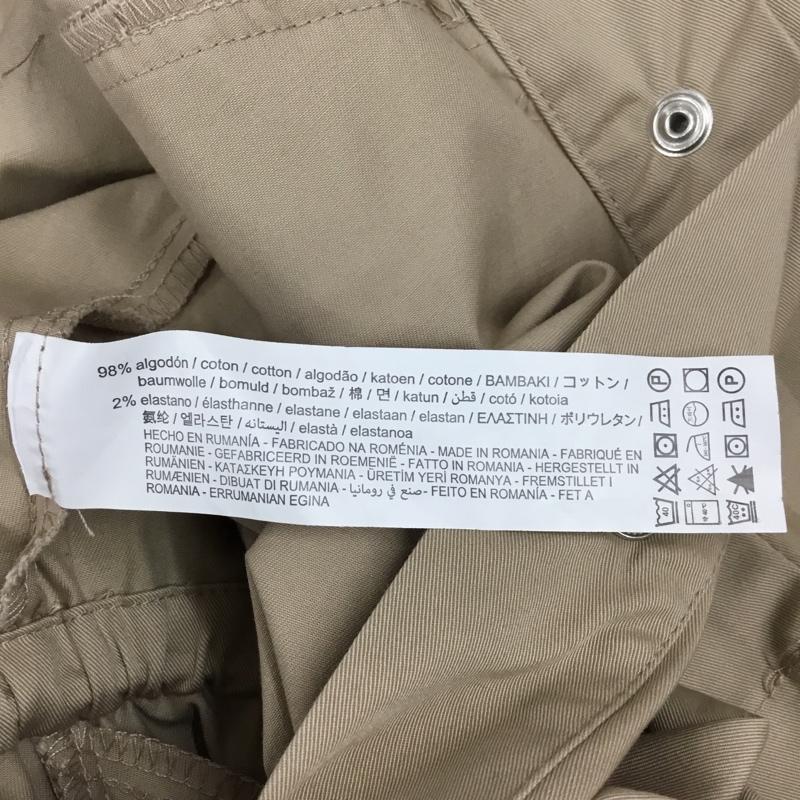 98% algodón / coton / cotton / algodão / katoen / cotone / BAMBAKI / コットン /
baumwolle / bomuld / bombaž / 棉 / 면 / katun / قطن / cotó / kotoia
2% elastano / élasthanne / elastane / elastaan / elastan / ΕΛΑΣΤΙΝΗ / ポリウレタン /
氨纶 / 엘라스탄 / اليستانه / elastà / elastanoa
HECHO EN RUMANÍA - FABRICADO NA ROMÉNIA - MADE IN ROMANIA - FABRIQUÉ EN
ROUMANIE - GEFABRICEERD IN ROEMENIË - FATTO IN ROMANIA - HERGESTELLT IN
RUMÄNIEN - ΚΑΤΑΣΚΕΥΗ ΡΟΥΜΑΝΙΑ - ÜRETİM YERİ ROMANYA - FREMSTILLET I
RUMÆNIEN - DIBUAT DI RUMANIA - صنع في رومانيا - FEITO EN ROMANÍA - FET A
ROMANIA - ERRUMANIAN EGINA
P P
40 40